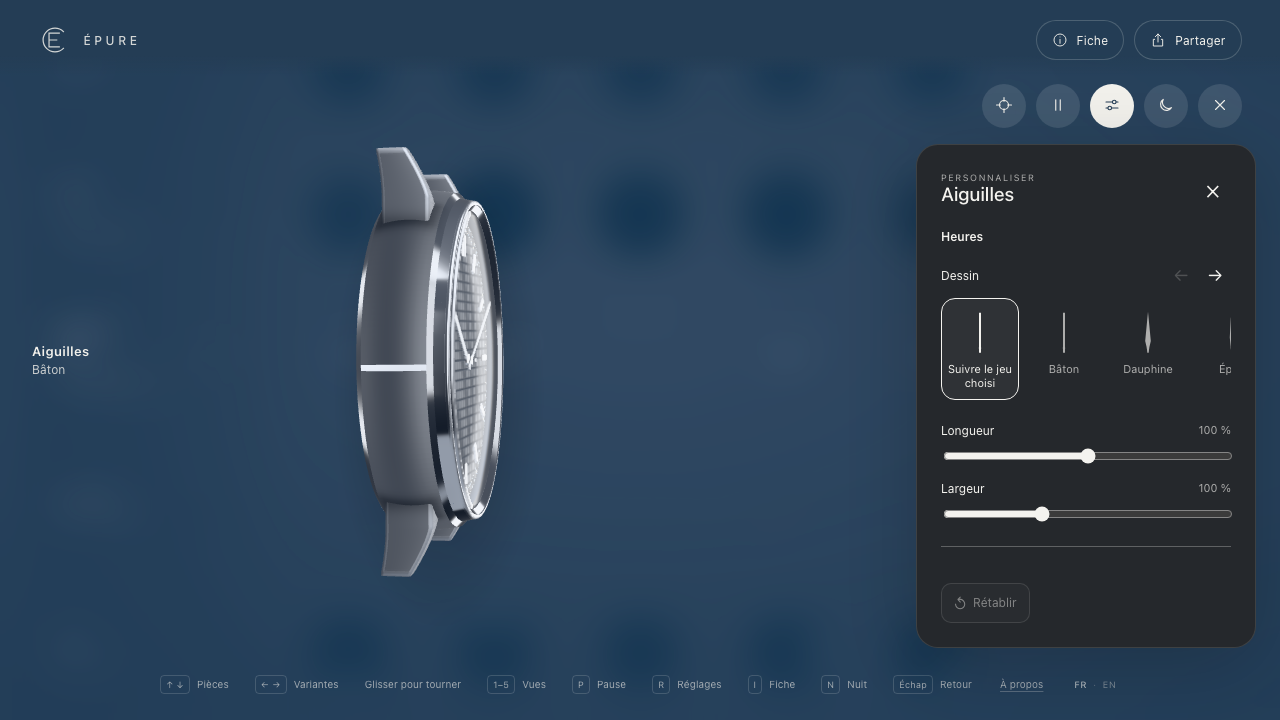 ÉPURE
Fiche
Partager
PERSONNALISER
Aiguilles
Heures
Dessin
Suivre le jeu
choisi
Bâton
Dauphine
Ép
Longueur
100 %
Largeur
100 %
Rétablir
Aiguilles
Bâton
↑ ↓ Pièces
← → Variantes
Glisser pour tourner
1–5 Vues
P Pause
R Réglages
I Fiche
N Nuit
Échap Retour
À propos
FR · EN